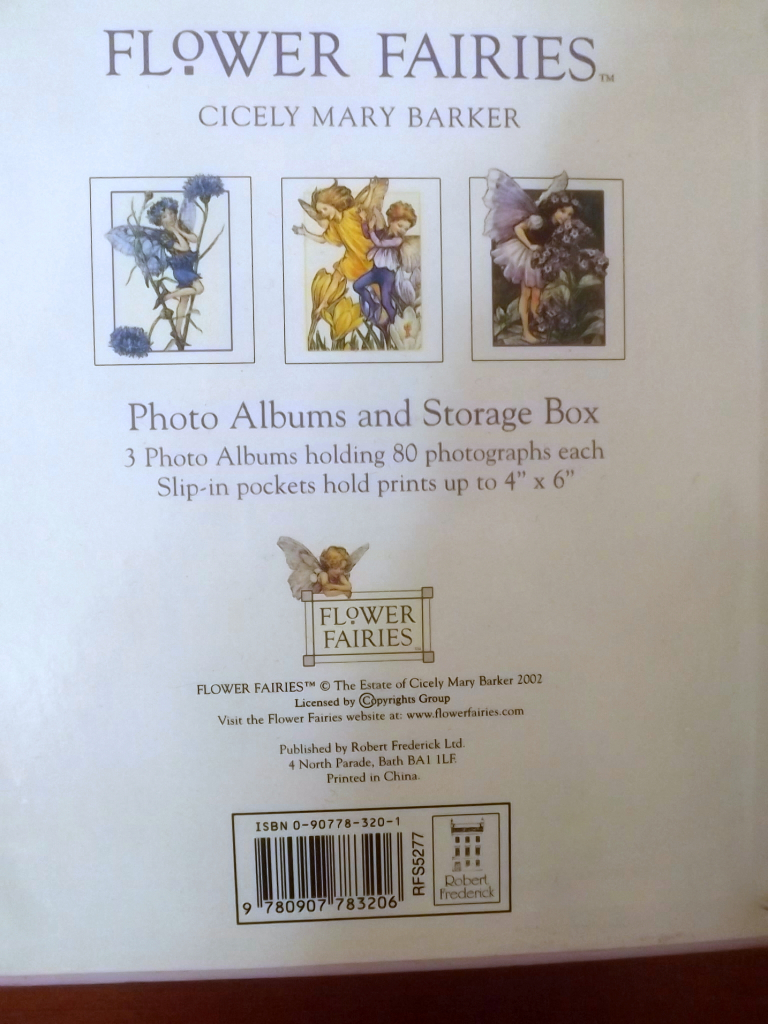 FLOWER FAIRIES™
CICELY MARY BARKER
Photo Albums and Storage Box
3 Photo Albums holding 80 photographs each
Slip-in pockets hold prints up to 4" x 6"
FLOWER
FAIRIES™
FLOWER FAIRIES™ © The Estate of Cicely Mary Barker 2002
Licensed by ©opyrights Group
Visit the Flower Fairies website at: www.flowerfairies.com
Published by Robert Frederick Ltd.
4 North Parade, Bath BA1 1LF.
Printed in China.
ISBN 0-90778-320-1
9 780907 783206
RFS5277
Robert
Frederick